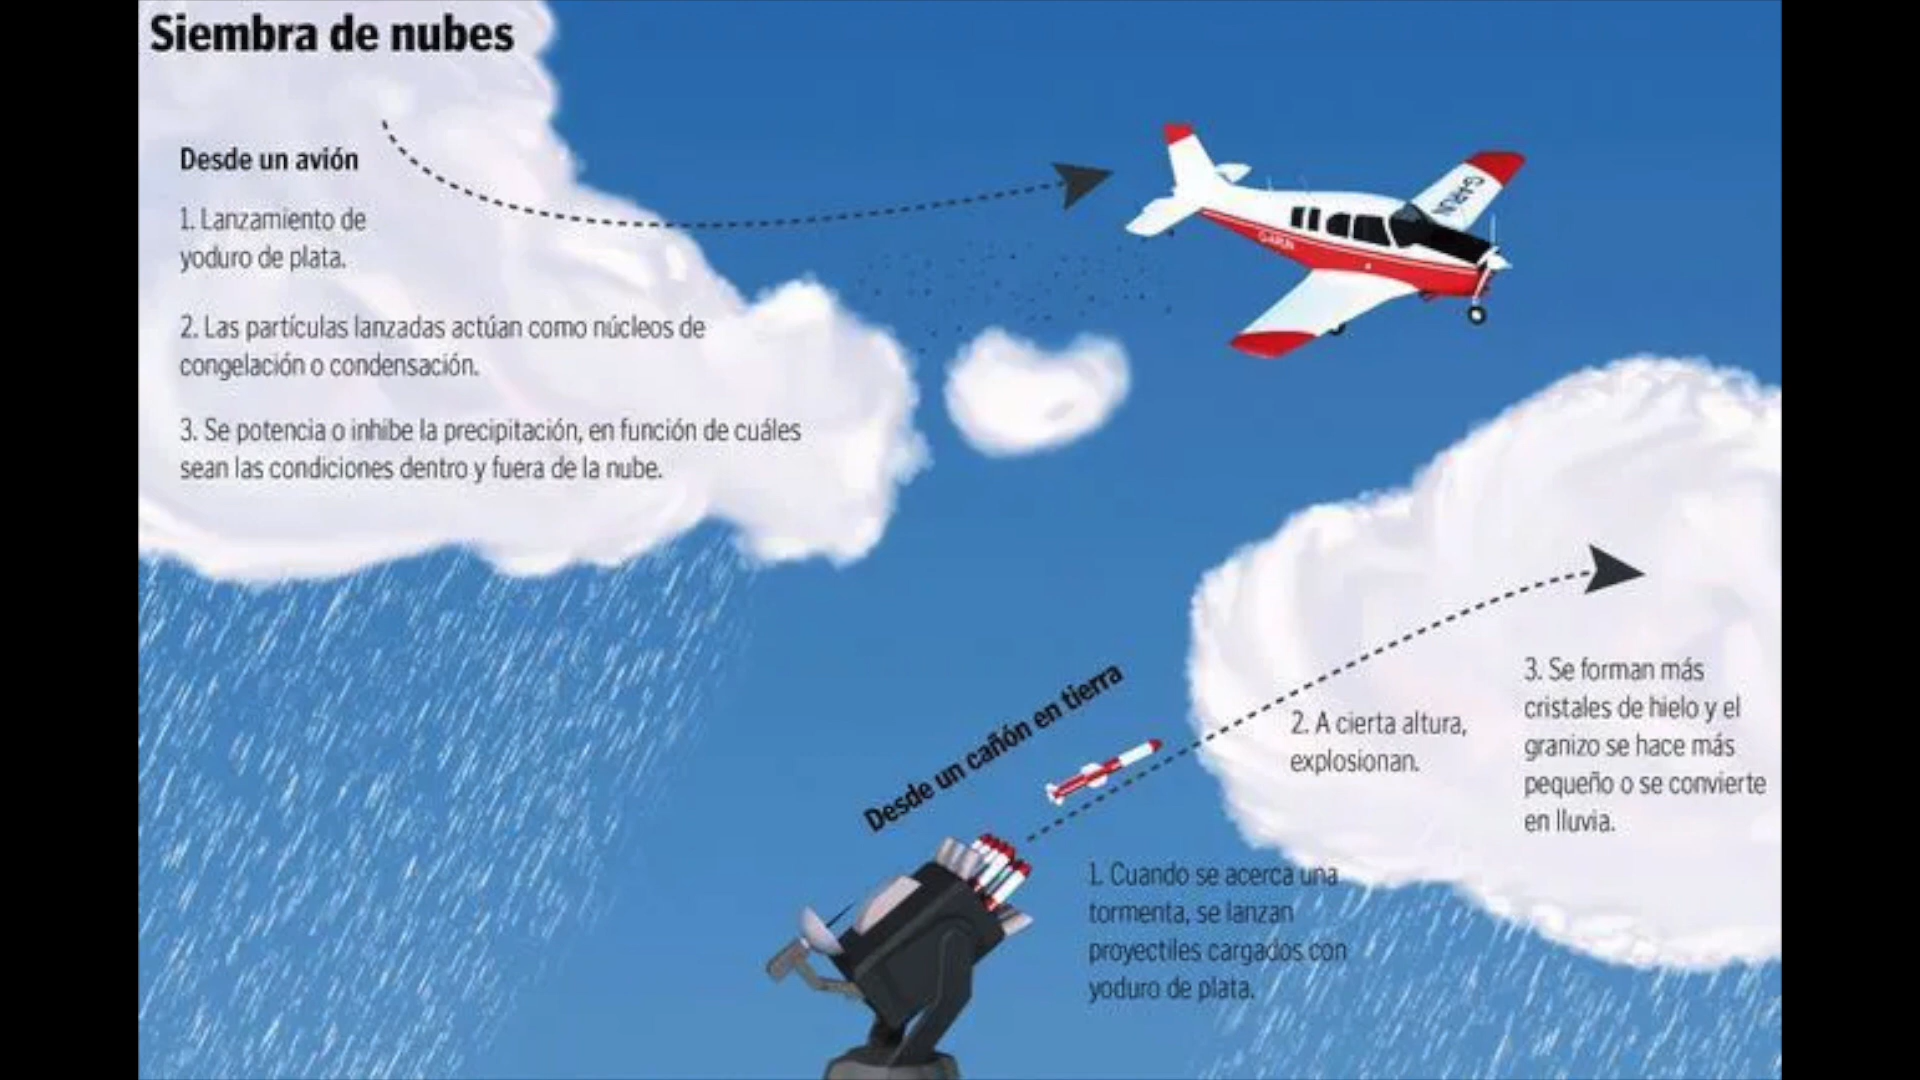 Siembra de nubes
Desde un avión
1. Lanzamiento de
yoduro de plata.
2. Las partículas lanzadas actúan como núcleos de
congelación o condensación.
3. Se potencia o inhibe la precipitación, en función de cuáles
sean las condiciones dentro y fuera de la nube.
Desde un cañón en tierra
1. Cuando se acerca una
tormenta, se lanzan
proyectiles cargados con
yoduro de plata.
2. A cierta altura,
explosionan.
3. Se forman más
cristales de hielo y el
granizo se hace más
pequeño o se convierte
en lluvia.